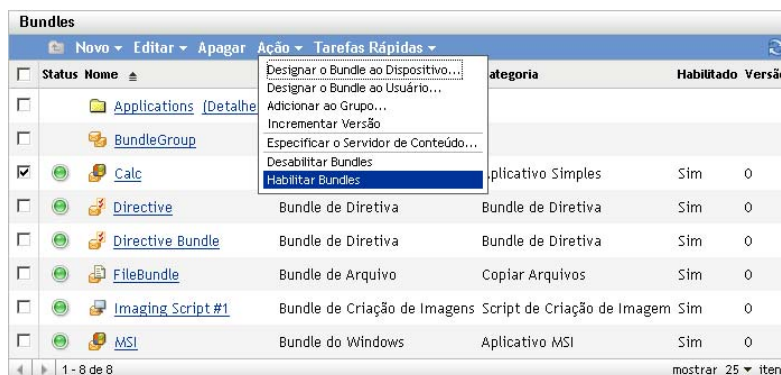 Bundles
Novo Editar Apagar Ação Tarefas Rápidas
Status Nome ategoria Habilitado Versã
Designar o Bundle ao Dispositivo...
Designar o Bundle ao Usuário...
Adicionar ao Grupo...
Incrementar Versão
Especificar o Servidor de Conteúdo...
Desabilitar Bundles
Habilitar Bundles
Applications (Detalhe
BundleGroup
Calc plicativo Simples Sim 0
Directive Bundle de Diretiva Bundle de Diretiva Sim 0
Directive Bundle Bundle de Diretiva Bundle de Diretiva Sim 0
FileBundle Bundle de Arquivo Copiar Arquivos Sim 0
Imaging Script #1 Bundle de Criação de Imagens Script de Criação de Imagem Sim 0
MSI Bundle do Windows Aplicativo MSI Sim 0
1 - 8 de 8 mostrar 25 iten